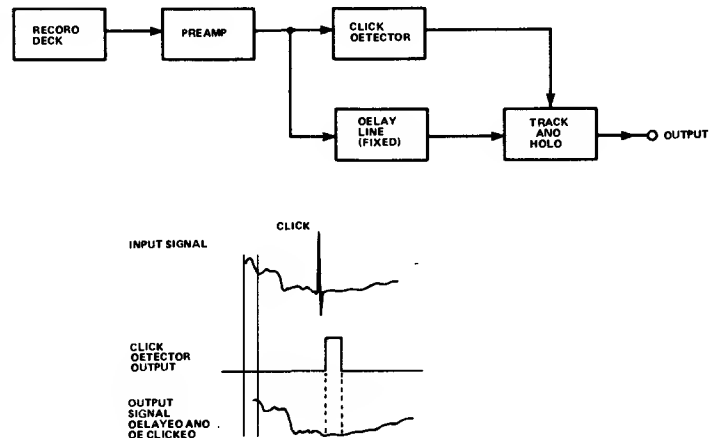 RECORO
DECK
PREAMP
CLICK
OETECTOR
OELAY
LINE
(FIXED)
TRACK
ANO
HOLO
OUTPUT
CLICK
INPUT SIGNAL
CLICK
DETECTOR
OUTPUT
OUTPUT
SIGNAL
OELAYEO ANO
OE CLICKEO